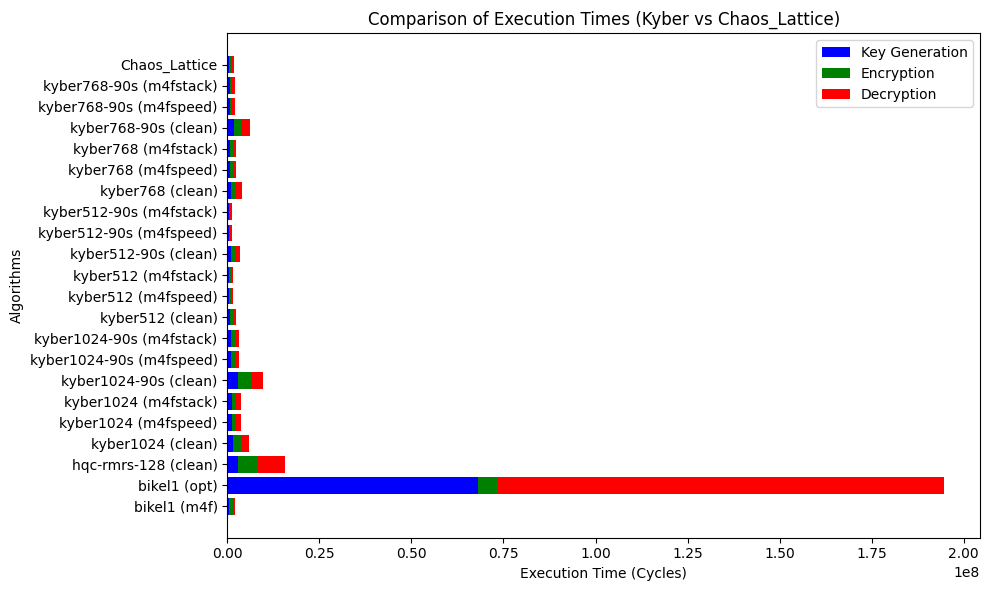 Comparison of Execution Times (Kyber vs Chaos_Lattice)
Key Generation
Encryption
Decryption
Algorithms
Chaos_Lattice
kyber768-90s (m4fstack)
kyber768-90s (m4fspeed)
kyber768-90s (clean)
kyber768 (m4fstack)
kyber768 (m4fspeed)
kyber768 (clean)
kyber512-90s (m4fstack)
kyber512-90s (m4fspeed)
kyber512-90s (clean)
kyber512 (m4fstack)
kyber512 (m4fspeed)
kyber512 (clean)
kyber1024-90s (m4fstack)
kyber1024-90s (m4fspeed)
kyber1024-90s (clean)
kyber1024 (m4fstack)
kyber1024 (m4fspeed)
kyber1024 (clean)
hqc-rmrs-128 (clean)
bikel1 (opt)
bikel1 (m4f)
0.00 0.25 0.50 0.75 1.00 1.25 1.50 1.75 2.00
1e8
Execution Time (Cycles)